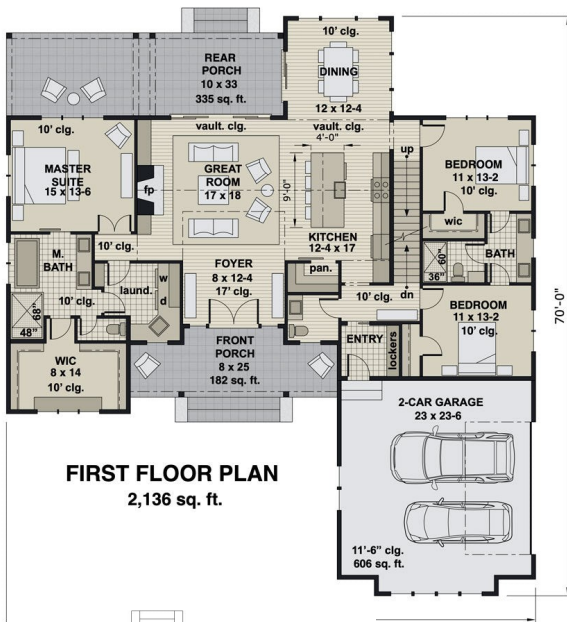 10' clg.
REAR
PORCH
10 x 33
335 sq. ft.
DINING
12 x 12-4
10' clg.
vault. clg.
vault. clg.
4'-0"
up
MASTER
SUITE
15 x 13-6
fp
GREAT
ROOM
17 x 18
9'-0"
BEDROOM
11 x 13-2
10' clg.
wic
KITCHEN
12-4 x 17
10' clg.
M.
BATH
FOYER
8 x 12-4
17' clg.
pan.
60"
36"
BATH
laund.
w
d
10' clg.
68"
48"
10' clg.
dn
BEDROOM
11 x 13-2
10' clg.
70'-0"
WIC
8 x 14
10' clg.
FRONT
PORCH
8 x 25
182 sq. ft.
ENTRY
lockers
2-CAR GARAGE
23 x 23-6
FIRST FLOOR PLAN
2,136 sq. ft.
11'-6” clg.
606 sq. ft.